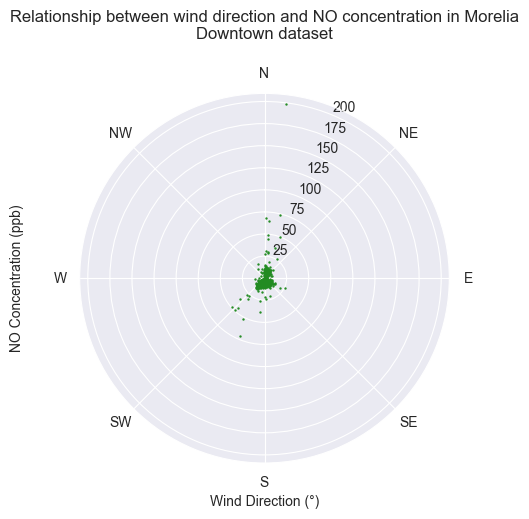 Relationship between wind direction and NO concentration in Morelia
Downtown dataset
N
NW
NE
200
175
150
125
100
75
50
25
W
E
NO Concentration (ppb)
SW
SE
S
Wind Direction (°)